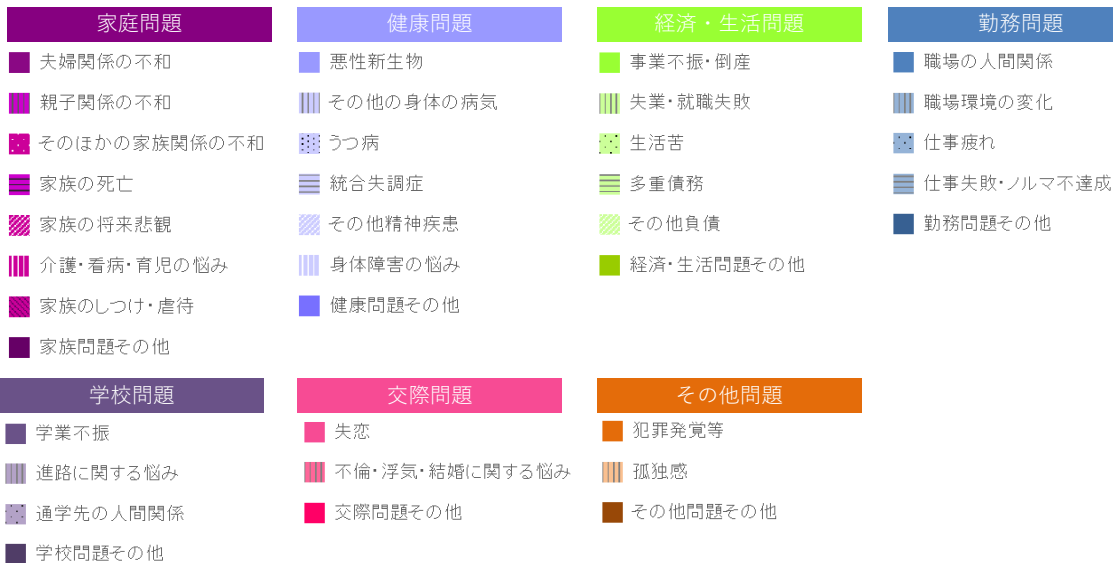 家庭問題
夫婦関係の不和
親子関係の不和
そのほかの家族関係の不和
家族の死亡
家族の将来悲観
介護・看病・育児の悩み
家族のしつけ・虐待
家族問題その他
健康問題
悪性新生物
その他の身体の病気
うつ病
統合失調症
その他精神疾患
身体障害の悩み
健康問題その他
経済・生活問題
事業不振・倒産
失業・就職失敗
生活苦
多重債務
その他負債
経済・生活問題その他
勤務問題
職場の人間関係
職場環境の変化
仕事疲れ
仕事失敗・ノルマ不達成
勤務問題その他
学校問題
学業不振
進路に関する悩み
通学先の人間関係
学校問題その他
交際問題
失恋
不倫・浮気・結婚に関する悩み
交際問題その他
その他問題
犯罪発覚等
孤独感
その他問題その他